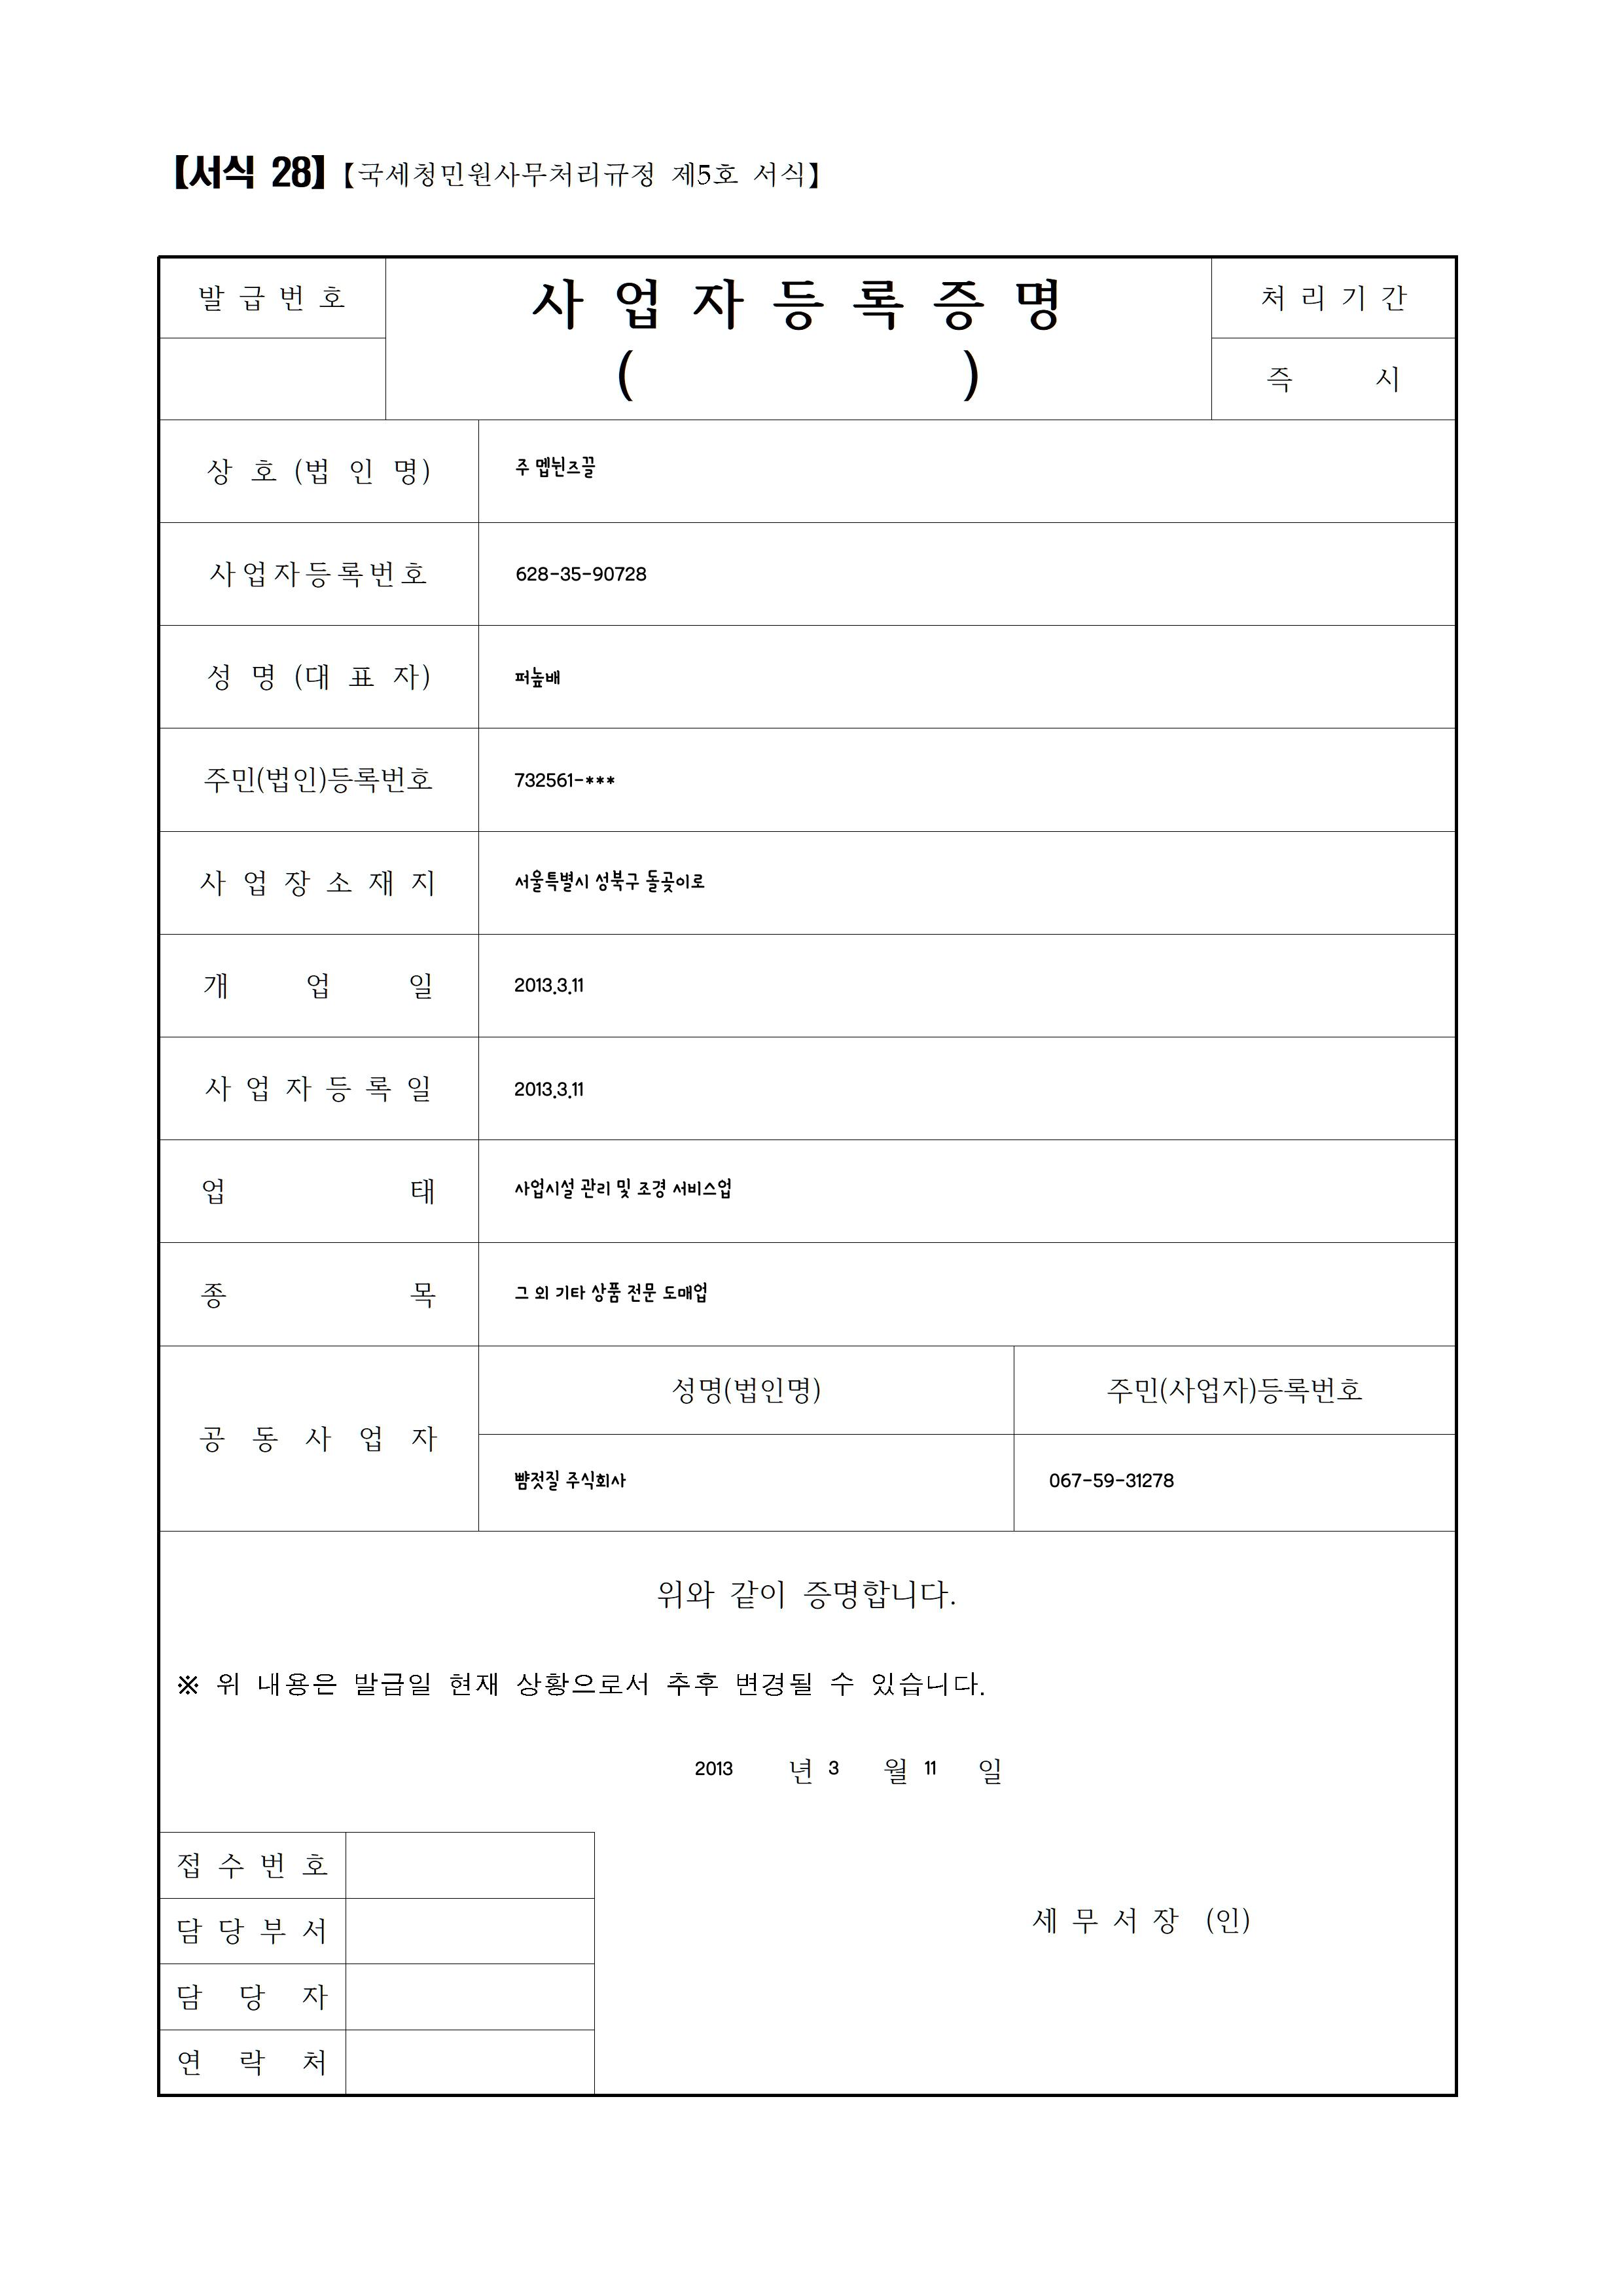 【서식 28】【국세청민원사무처리규정 제5호 서식】
발 급 번 호
사 업 자 등 록 증 명
( )
처 리 기 간
즉 시
상 호 (법 인 명) 주 멥뉜즈끌
사업자등록번호 628-35-90728
성 명 (대 표 자) 퍼높배
주민(법인)등록번호 732561-***
사 업 장 소 재 지 서울특별시 성북구 돌곶이로
개 업 일 2013.3.11
사 업 자 등 록 일 2013.3.11
업 태 사업시설 관리 및 조경 서비스업
종 목 그 외 기타 상품 전문 도매업
공 동 사 업 자
성명(법인명) 주민(사업자)등록번호
뺨젓질 주식회사 067-59-31278
위와 같이 증명합니다.
※ 위 내용은 발급일 현재 상황으로서 추후 변경될 수 있습니다.
2013 년 3 월 11 일
접 수 번 호
담 당 부 서
세 무 서 장 (인)
담 당 자
연 락 처